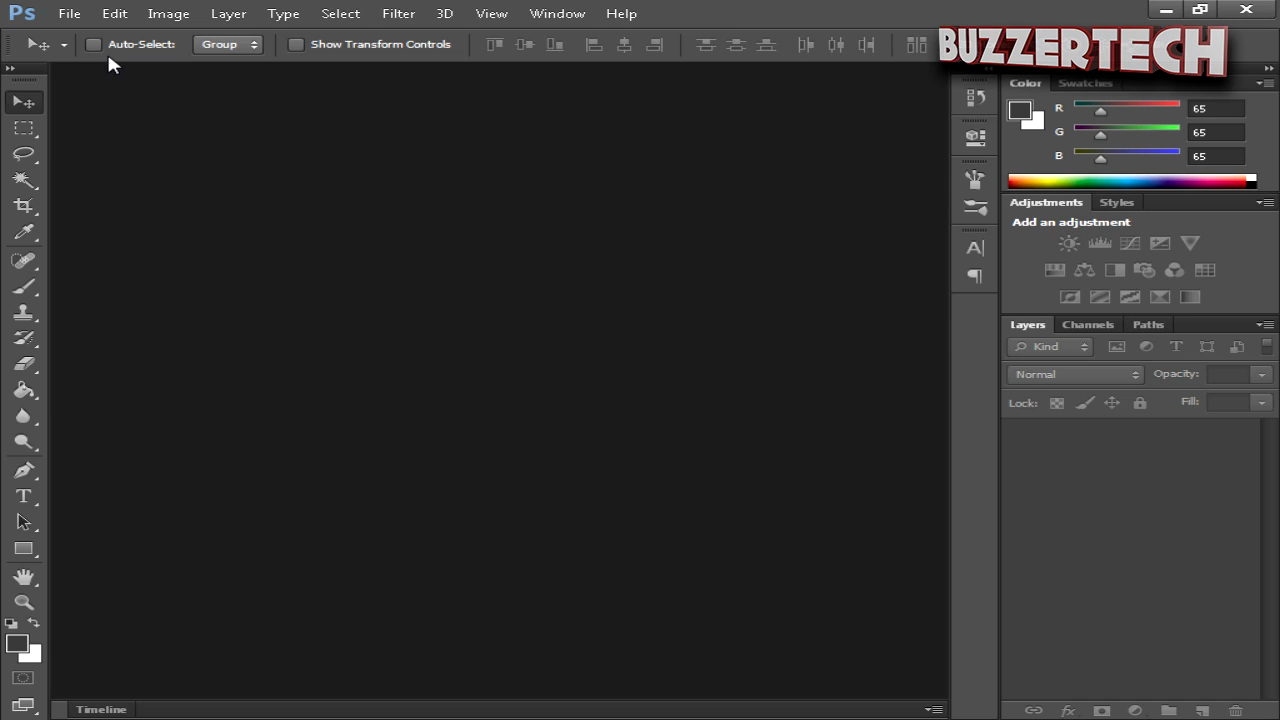 Ps File Edit Image Layer Type Select Filter 3D View Window Help
Auto-Select: Group Show Transform Controls
BUZZERTECH
Color Swatches
R 65
G 65
B 65
Adjustments Styles
Add an adjustment
Layers Channels Paths
Kind
Normal Opacity:
Lock: Fill:
Timeline